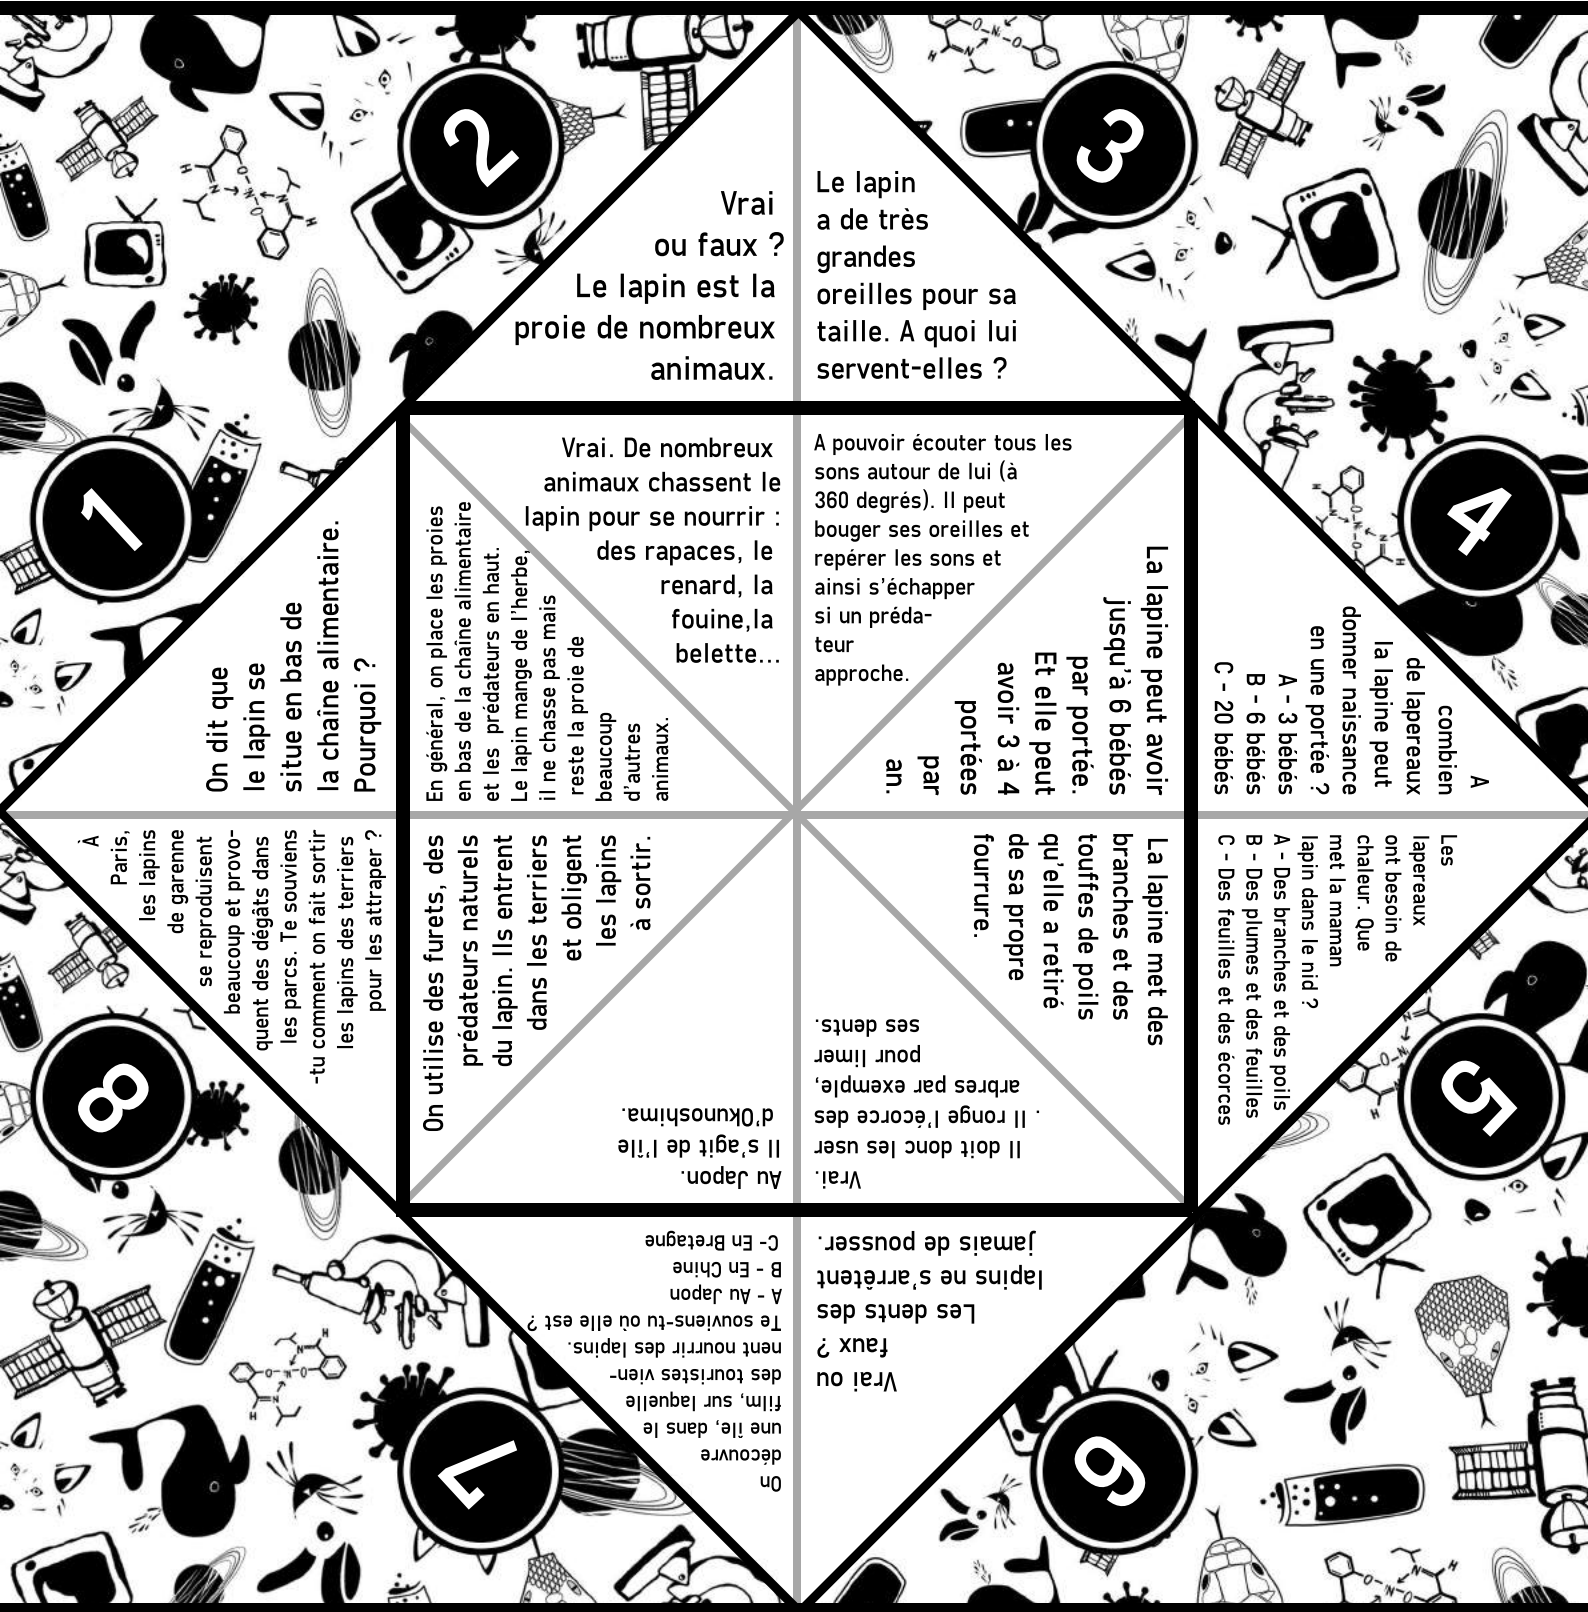 1
On dit que
le lapin se
situe en bas de
la chaîne alimentaire.
Pourquoi ?
En général, on place les proies
en bas de la chaîne alimentaire
et les prédateurs en haut.
Le lapin mange de l'herbe,
il ne chasse pas mais
reste la proie de
beaucoup
d'autres
animaux.
2
Vrai
ou faux ?
Le lapin est la
proie de nombreux
animaux.
Vrai. De nombreux
animaux chassent le
lapin pour se nourrir :
des rapaces, le
renard, la
fouine,la
belette...
3
Le lapin
a de très
grandes
oreilles pour sa
taille. A quoi lui
servent-elles ?
A pouvoir écouter tous les
sons autour de lui (à
360 degrés). Il peut
bouger ses oreilles et
repérer les sons et
ainsi s'échapper
si un préda-
teur
approche.
4
A
combien
de lapereaux
la lapine peut
donner naissance
en une portée ?
A - 3 bébés
B - 6 bébés
C - 20 bébés
La lapine peut avoir
jusqu'à 6 bébés
par portée.
Et elle peut
avoir 3 à 4
portées
par
an.
5
Les
lapereaux
ont besoin de
chaleur. Que
met la maman
lapin dans le nid ?
A - Des branches et des poils
B - Des plumes et des feuilles
C - Des feuilles et des écorces
La lapine met des
branches et des
touffes de poils
qu'elle a retiré
de sa propre
fourrure.
6
Vrai ou
faux ?
Les dents des
lapins ne s'arrêtent
jamais de pousser.
Vrai.
Il doit donc les user
. Il ronge l'écorce des
arbres par exemple,
pour limer
ses dents.
7
On
découvre
une île, dans le
film, sur laquelle
des touristes vien-
nent nourrir des lapins.
Te souviens-tu où elle est ?
A - Au Japon
B - En Chine
C- En Bretagne
Au Japon.
Il s'agit de l'île
d'Okunoshima.
8
À
Paris,
les lapins
de garenne
se reproduisent
beaucoup et provo-
quent des dégâts dans
les parcs. Te souviens
-tu comment on fait sortir
les lapins des terriers
pour les attraper ?
On utilise des furets, des
prédateurs naturels
du lapin. Ils entrent
dans les terriers
et obligent
les lapins
à sortir.